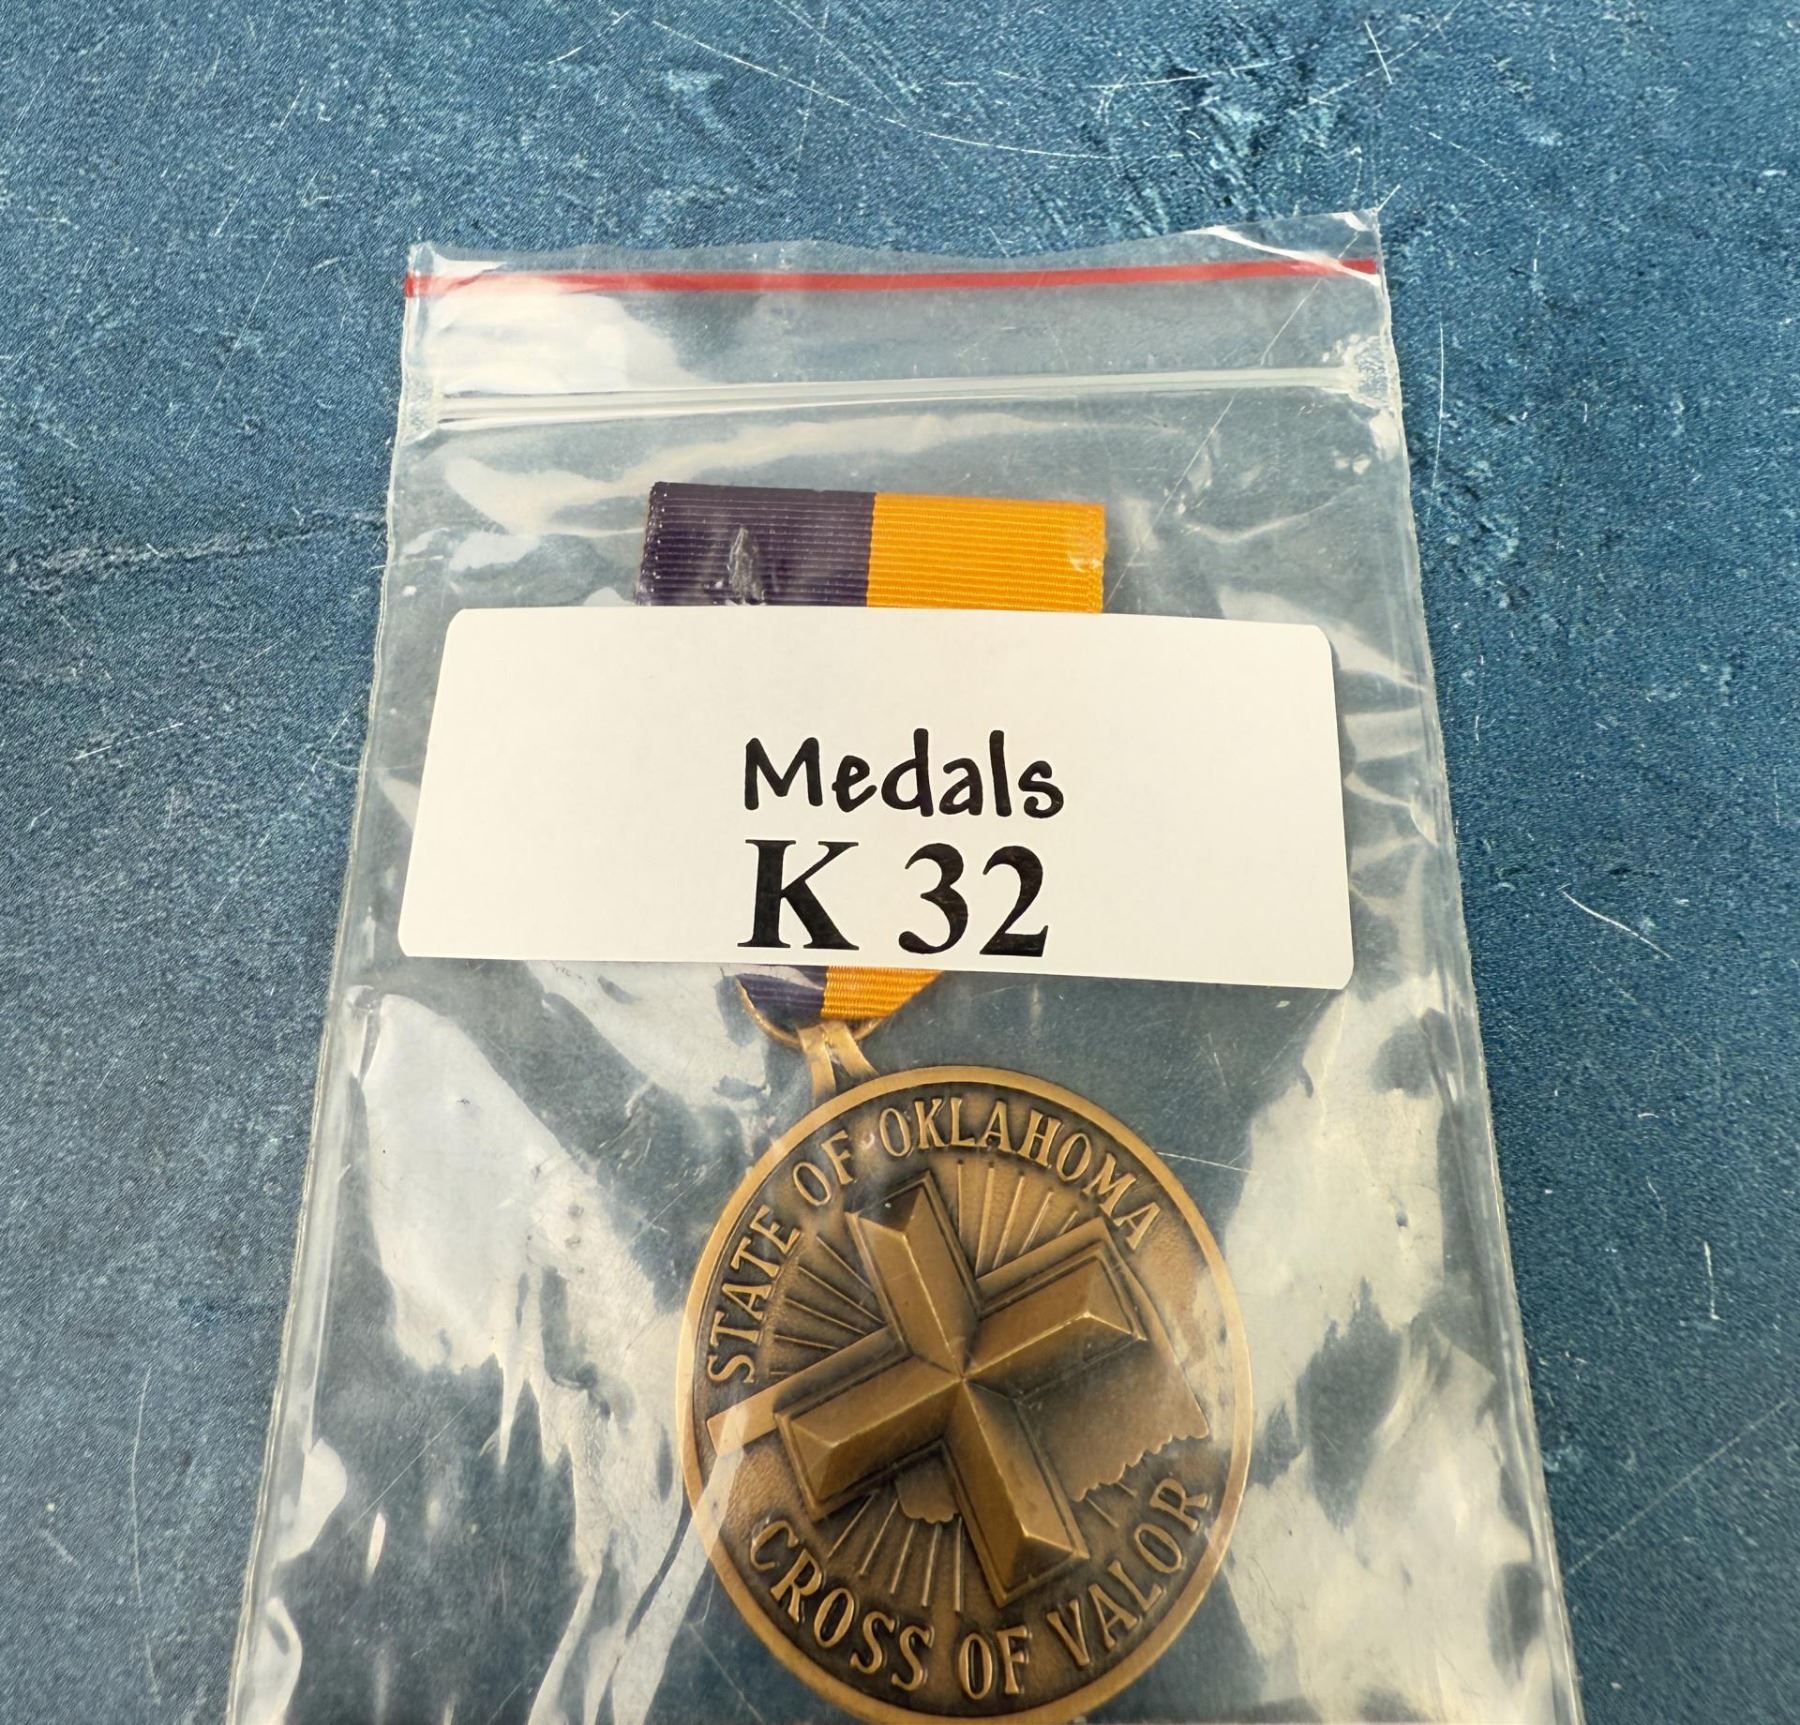 Medals
K 32
STATE OF OKLAHOMA
CROSS OF VALOR